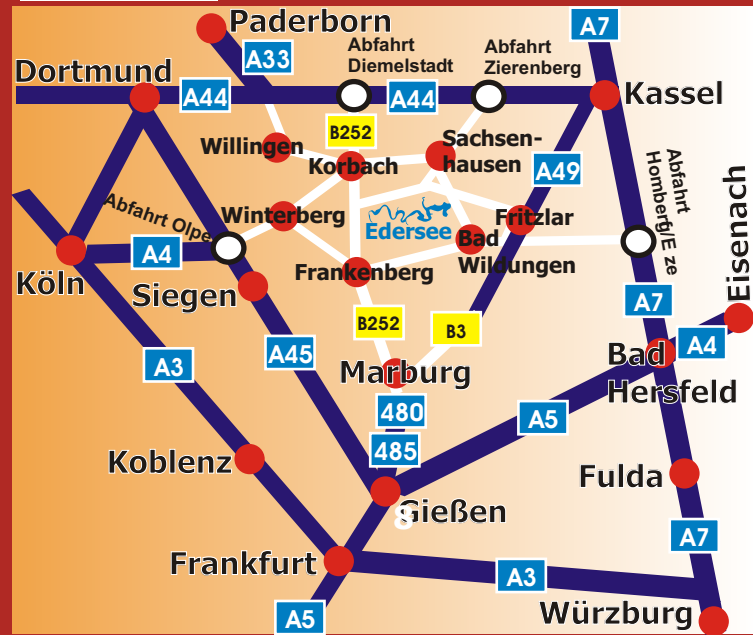 Paderborn
A7
Abfahrt
Diemelstadt
Abfahrt
Zierenberg
A33
Dortmund
A44
A44
Kassel
B252
Willingen
Korbach
Sachsen-
hausen
A49
Abfahrt
Homberg/E ze
Eisenach
Abfahrt Olpe
Winterberg
Edersee
Fritzlar
Bad
Wildungen
A4
Köln
Siegen
Frankenberg
A7
B252
B3
A45
A3
Marburg
Bad
Hersfeld
A4
480
A5
485
Koblenz
Fulda
8
Gießen
A7
Frankfurt
A3
A5
Würzburg